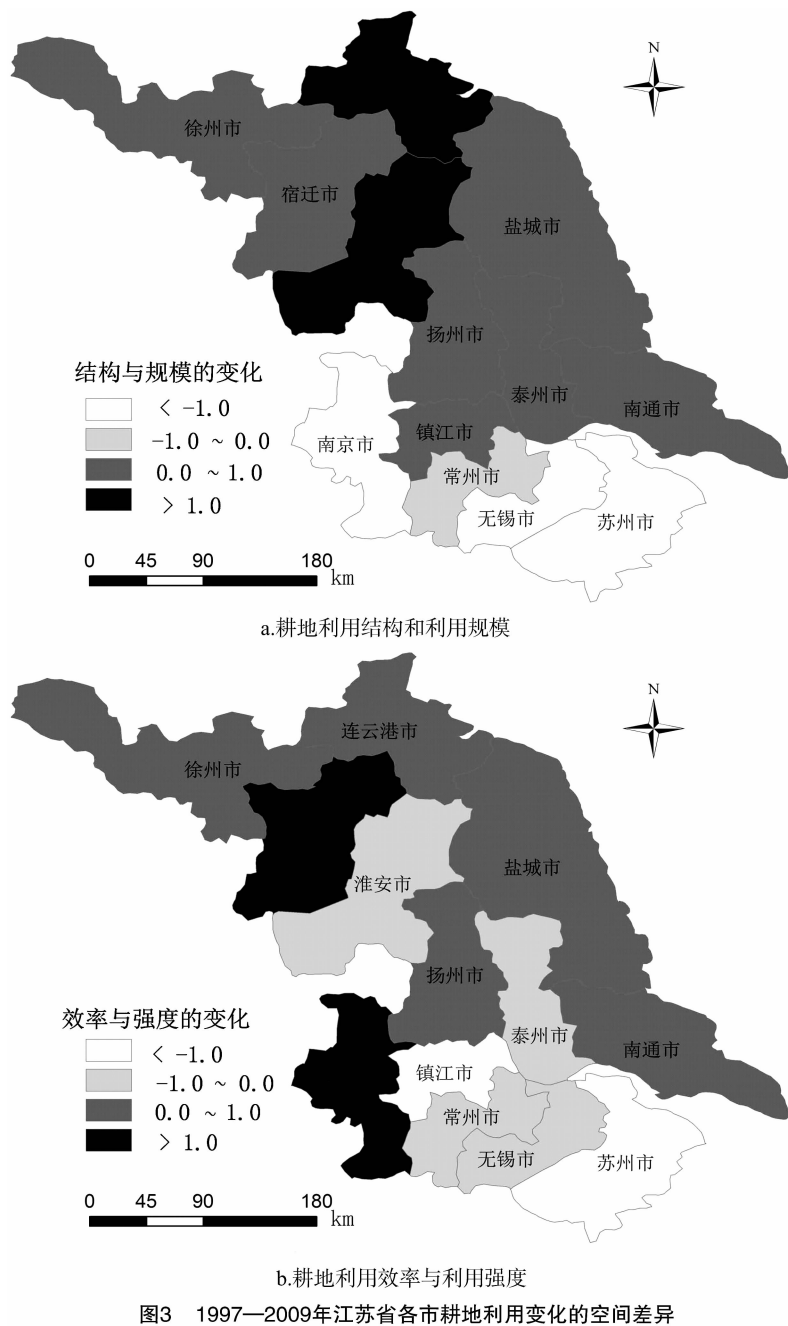 N
徐州市
宿迁市
盐城市
扬州市
结构与规模的变化
< -1.0
-1.0 ~ 0.0
0.0 ~ 1.0
> 1.0
泰州市
南通市
镇江市
南京市
常州市
无锡市
苏州市
0 45 90 180
km
a.耕地利用结构和利用规模
N
连云港市
徐州市
盐城市
淮安市
扬州市
效率与强度的变化
< -1.0
-1.0 ~ 0.0
0.0 ~ 1.0
> 1.0
泰州市
南通市
镇江市
常州市
无锡市
苏州市
0 45 90 180
km
b.耕地利用效率与利用强度
图3 1997—2009年江苏省各市耕地利用变化的空间差异